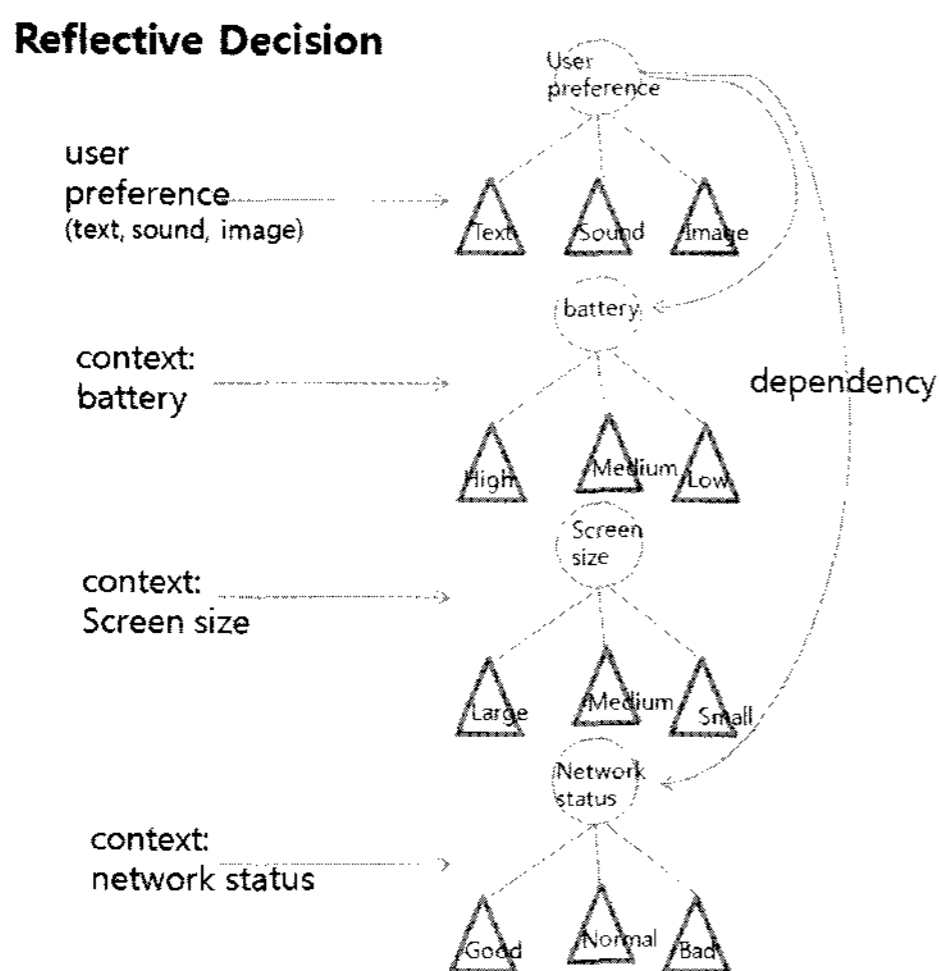 Reflective Decision
User
preference
user
preference
(text, sound, image)
Text
Sound
Image
battery
context:
battery
dependency
High
Medium
Low
Screen
size
context:
Screen size
Large
Medium
Small
Network
status
context:
network status
Good
Normal
Bad